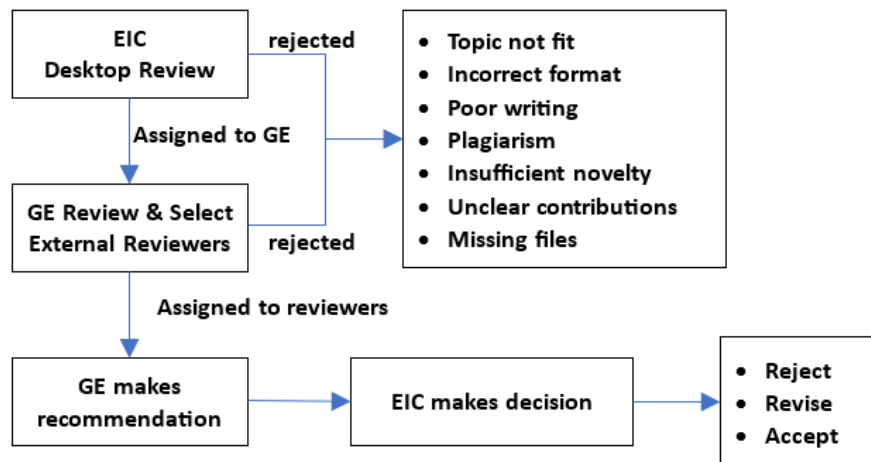 EIC
Desktop Review
rejected
• Topic not fit
• Incorrect format
• Poor writing
• Plagiarism
• Insufficient novelty
• Unclear contributions
• Missing files
Assigned to GE
GE Review & Select
External Reviewers
rejected
Assigned to reviewers
GE makes
recommendation
EIC makes decision
• Reject
• Revise
• Accept